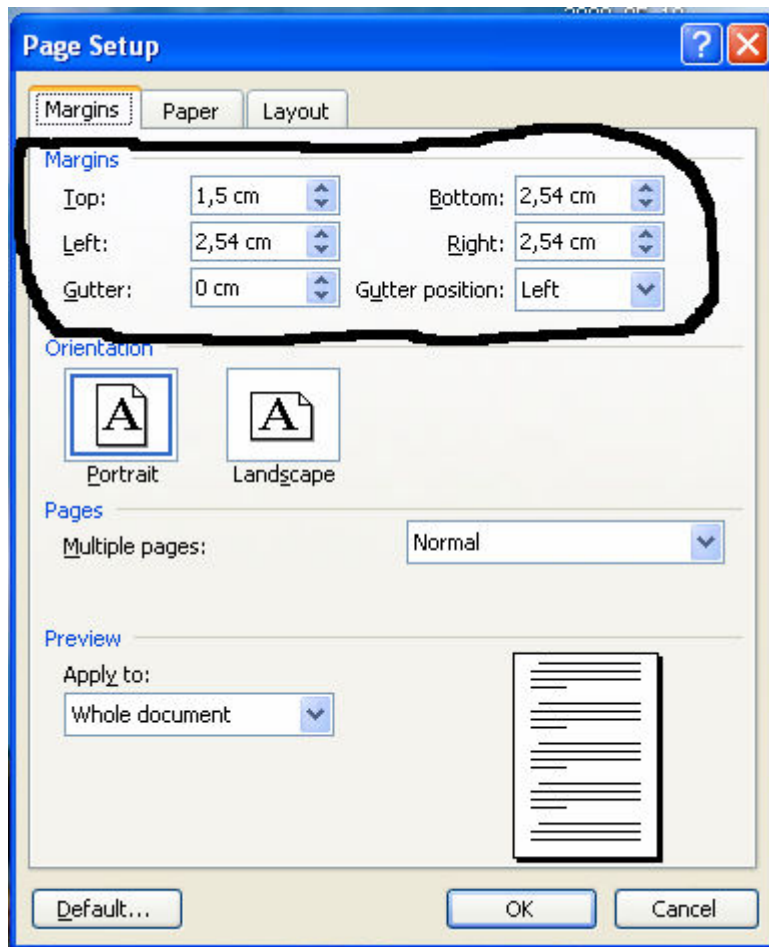 Page Setup
Margins Paper Layout
Margins
Top: 1,5 cm Bottom: 2,54 cm
Left: 2,54 cm Right: 2,54 cm
Gutter: 0 cm Gutter position: Left
Orientation
A A
Portrait Landscape
Pages
Multiple pages: Normal
Preview
Apply to:
Whole document
Default... OK Cancel